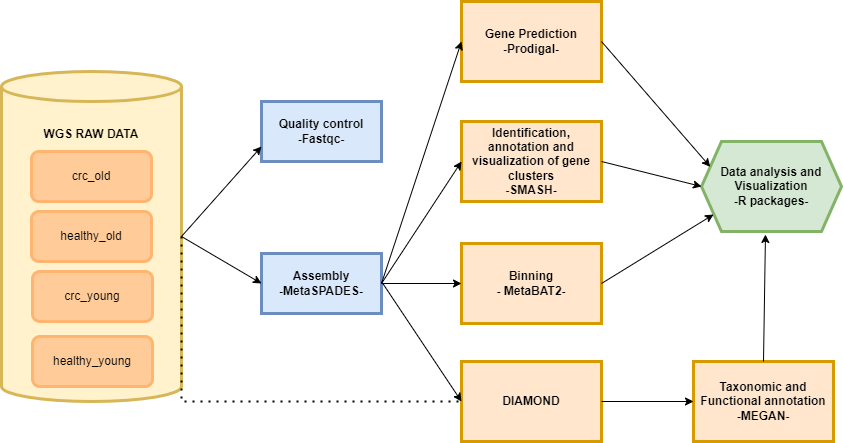 WGS RAW DATA
crc_old
healthy_old
crc_young
healthy_young
Quality control
-Fastqc-
Assembly
-MetaSPADES-
Gene Prediction
-Prodigal-
Identification,
annotation and
visualization of gene
clusters
-SMASH-
Binning
- MetaBAT2-
DIAMOND
Taxonomic and
Functional annotation
-MEGAN-
Data analysis and
Visualization
-R packages-